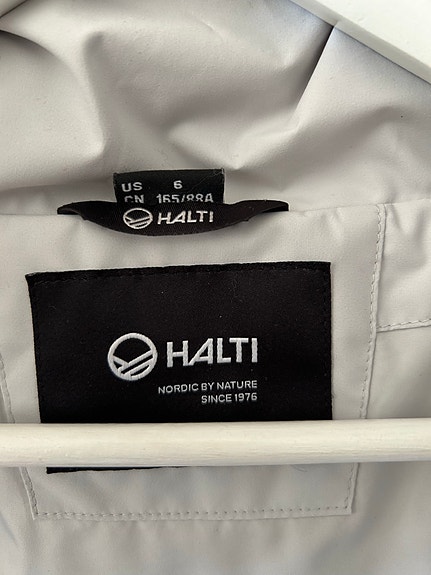 US 6
CN 165/88A
HALTI
HALTI
NORDIC BY NATURE
SINCE 1976